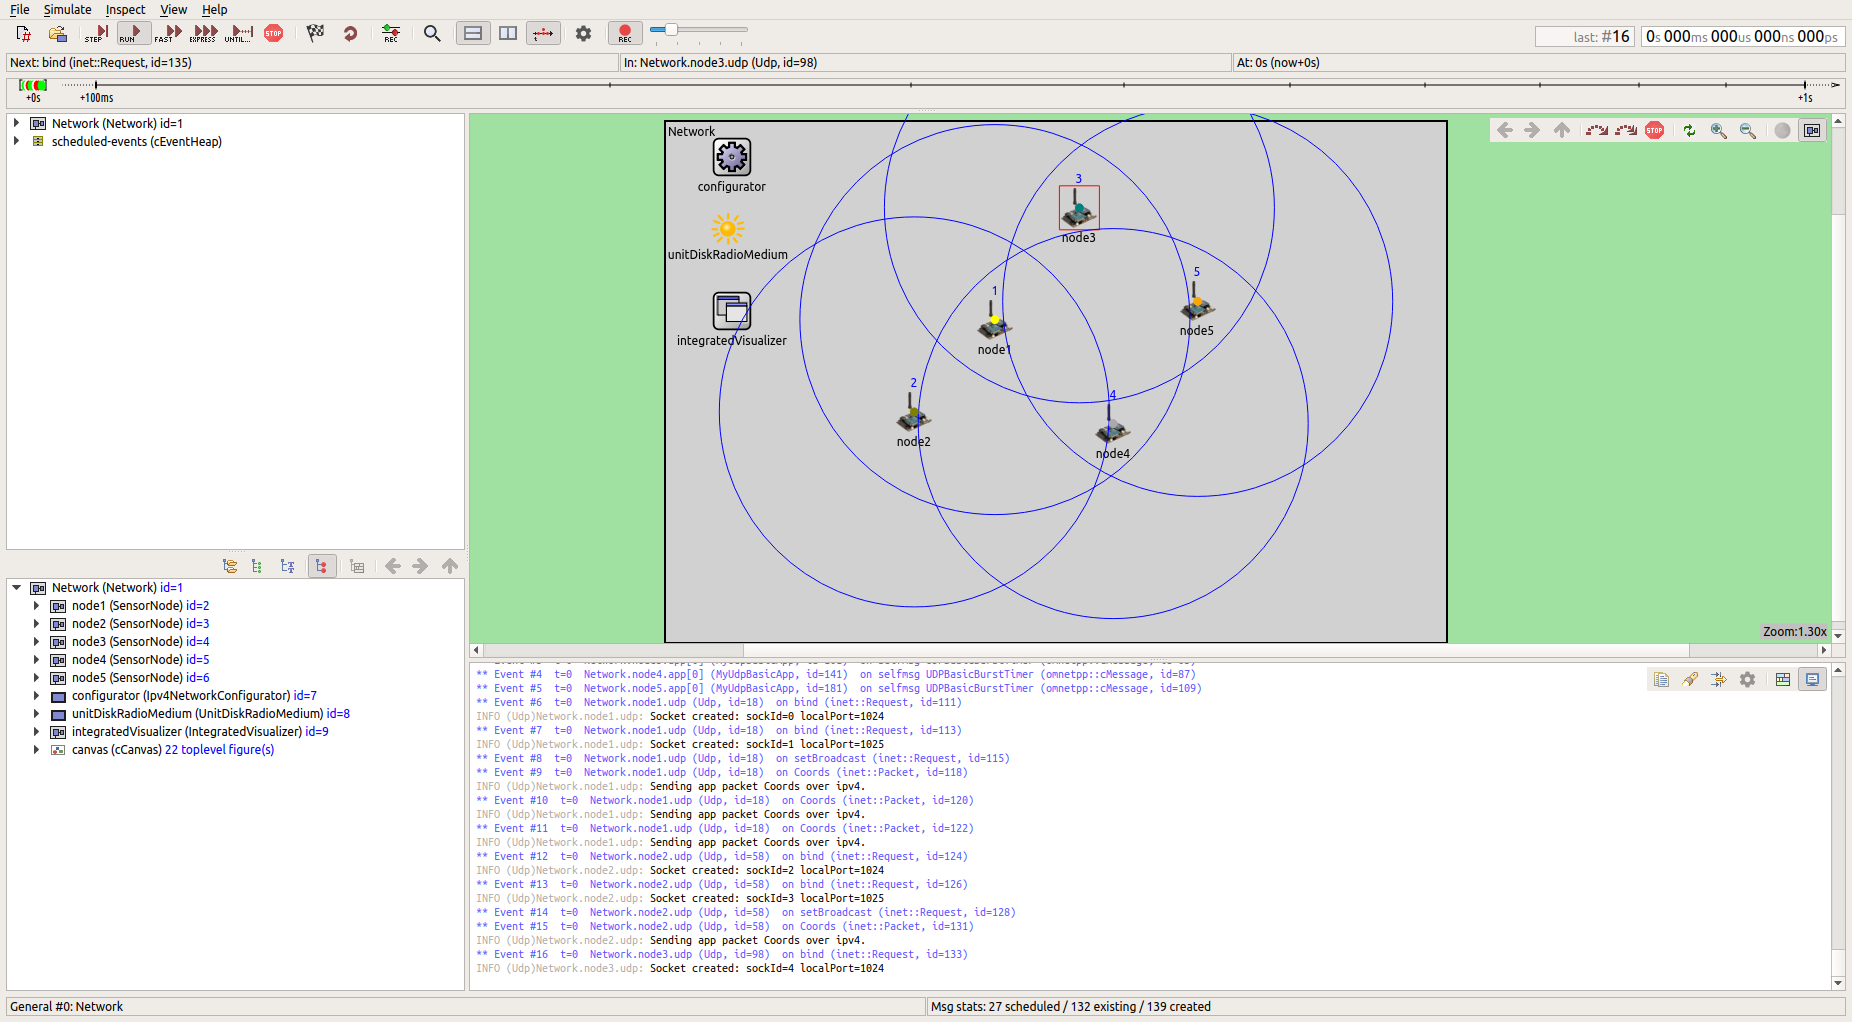 File Simulate Inspect View Help
STEP RUN FAST EXPRESS UNTIL... STOP REC REC
last: #16 0s 000ms 000us 000ns 000ps
Next: bind (inet::Request, id=135) In: Network.node3.udp (Udp, id=98) At: 0s (now+0s)
+0s +100ms +1s
Network (Network) id=1
scheduled-events (cEventHeap)
Network (Network) id=1
node1 (SensorNode) id=2
node2 (SensorNode) id=3
node3 (SensorNode) id=4
node4 (SensorNode) id=5
node5 (SensorNode) id=6
configurator (Ipv4NetworkConfigurator) id=7
unitDiskRadioMedium (UnitDiskRadioMedium) id=8
integratedVisualizer (IntegratedVisualizer) id=9
canvas (cCanvas) 22 toplevel figure(s)
Network
STOP
configurator
unitDiskRadioMedium
integratedVisualizer
3
node3
5
node5
1
node1
2
node2
4
node4
Zoom:1.30x
** Event #4 t=0 Network.node4.app[0] (MyUdpBasicApp, id=141) on selfmsg UDPBasicBurstTimer (omnetpp::cMessage, id=87)
** Event #5 t=0 Network.node5.app[0] (MyUdpBasicApp, id=181) on selfmsg UDPBasicBurstTimer (omnetpp::cMessage, id=109)
** Event #6 t=0 Network.node1.udp (Udp, id=18) on bind (inet::Request, id=111)
INFO (Udp)Network.node1.udp: Socket created: sockId=0 localPort=1024
** Event #7 t=0 Network.node1.udp (Udp, id=18) on bind (inet::Request, id=113)
INFO (Udp)Network.node1.udp: Socket created: sockId=1 localPort=1025
** Event #8 t=0 Network.node1.udp (Udp, id=18) on setBroadcast (inet::Request, id=115)
** Event #9 t=0 Network.node1.udp (Udp, id=18) on Coords (inet::Packet, id=118)
INFO (Udp)Network.node1.udp: Sending app packet Coords over ipv4.
** Event #10 t=0 Network.node1.udp (Udp, id=18) on Coords (inet::Packet, id=120)
INFO (Udp)Network.node1.udp: Sending app packet Coords over ipv4.
** Event #11 t=0 Network.node1.udp (Udp, id=18) on Coords (inet::Packet, id=122)
INFO (Udp)Network.node1.udp: Sending app packet Coords over ipv4.
** Event #12 t=0 Network.node2.udp (Udp, id=58) on bind (inet::Request, id=124)
INFO (Udp)Network.node2.udp: Socket created: sockId=2 localPort=1024
** Event #13 t=0 Network.node2.udp (Udp, id=58) on bind (inet::Request, id=126)
INFO (Udp)Network.node2.udp: Socket created: sockId=3 localPort=1025
** Event #14 t=0 Network.node2.udp (Udp, id=58) on setBroadcast (inet::Request, id=128)
** Event #15 t=0 Network.node2.udp (Udp, id=58) on Coords (inet::Packet, id=131)
INFO (Udp)Network.node2.udp: Sending app packet Coords over ipv4.
** Event #16 t=0 Network.node3.udp (Udp, id=98) on bind (inet::Request, id=133)
INFO (Udp)Network.node3.udp: Socket created: sockId=4 localPort=1024
General #0: Network Msg stats: 27 scheduled / 132 existing / 139 created